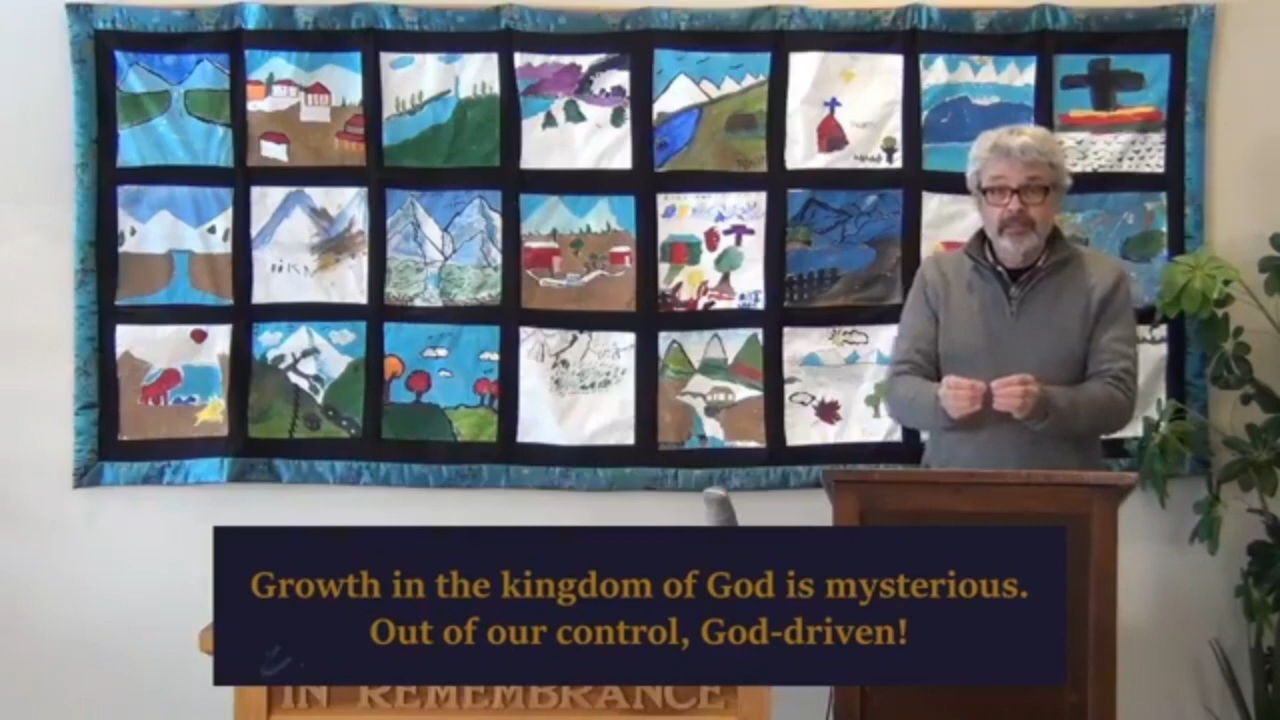 Growth in the kingdom of God is mysterious.
Out of our control, God-driven!
IN REMEMBRANCE